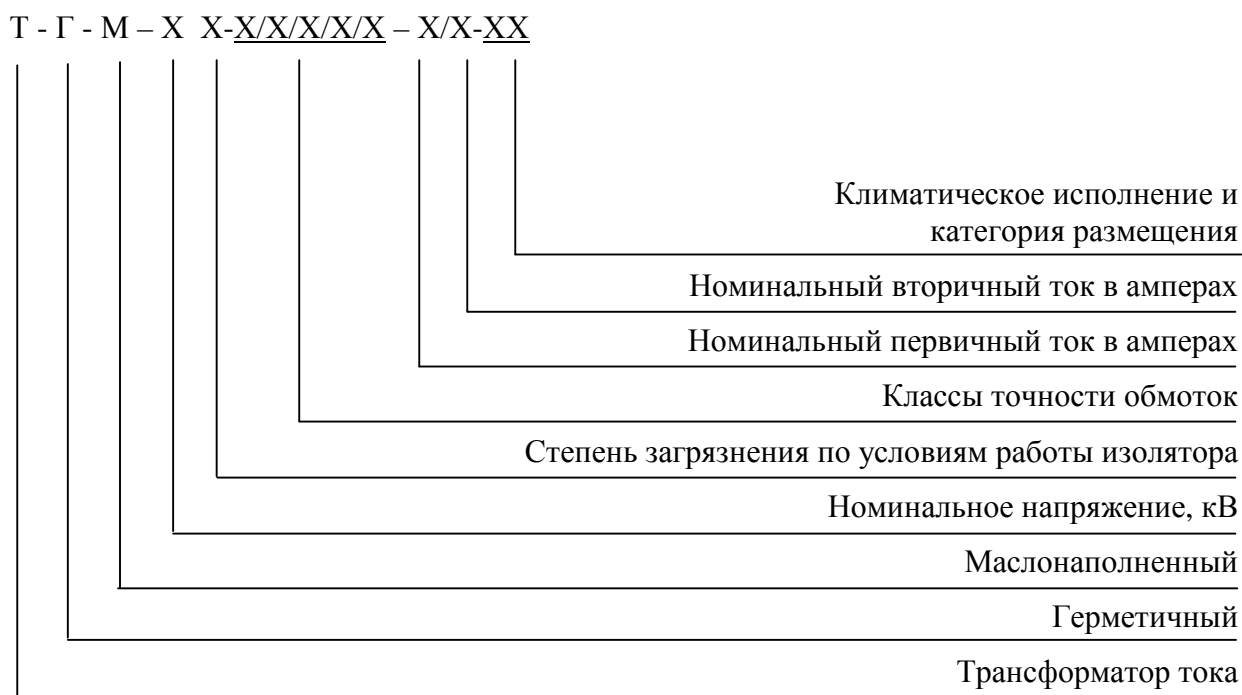 Т - Г - М – Х Х-Х/Х/Х/Х/Х – Х/Х-ХХ
Климатическое исполнение и
категория размещения
Номинальный вторичный ток в амперах
Номинальный первичный ток в амперах
Классы точности обмоток
Степень загрязнения по условиям работы изолятора
Номинальное напряжение, кВ
Маслонаполненный
Герметичный
Трансформатор тока